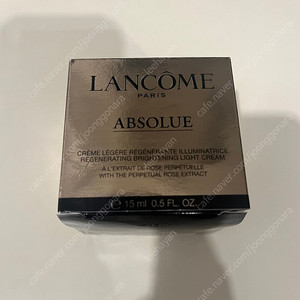 LANCÔME
PARIS
ABSOLUE
CRÈME LÉGÈRE RÉGÉNÉRANTE ILLUMINATRICE
REGENERATING BRIGHTENING LIGHT CREAM
À L'EXTRAIT DE ROSE PERPÉTUELLE
WITH THE PERPETUAL ROSE EXTRACT
15 ml 0.5 FL. OZ.